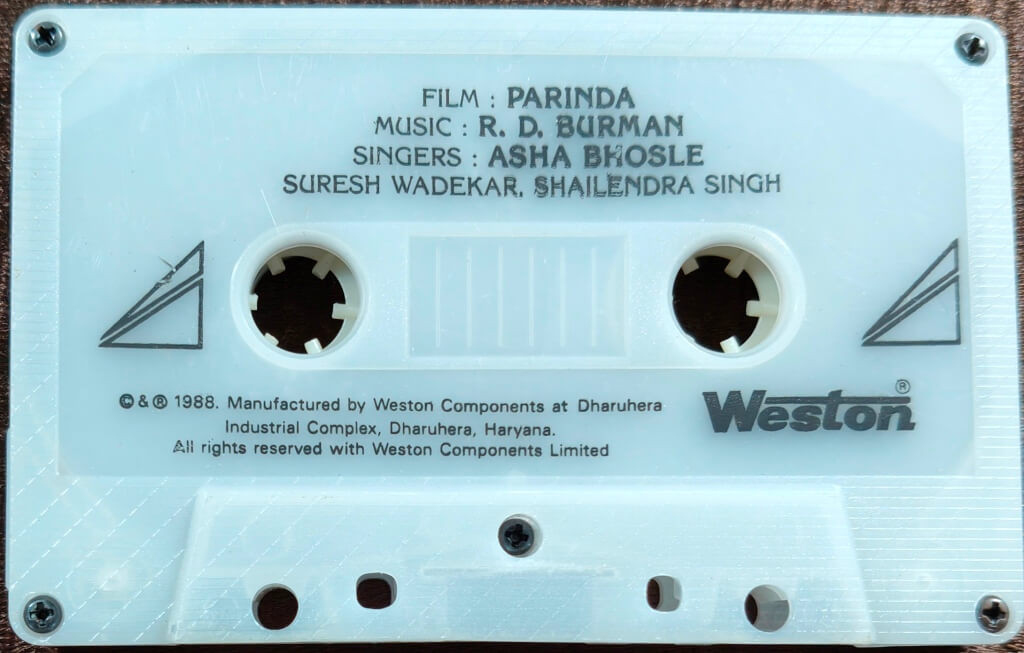 FILM : PARINDA
MUSIC : R. D. BURMAN
SINGERS : ASHA BHOSLE
SURESH WADEKAR, SHAILENDRA SINGH
© & ® 1988. Manufactured by Weston Components at Dharuhera
Industrial Complex, Dharuhera, Haryana.
All rights reserved with Weston Components Limited
Weston®